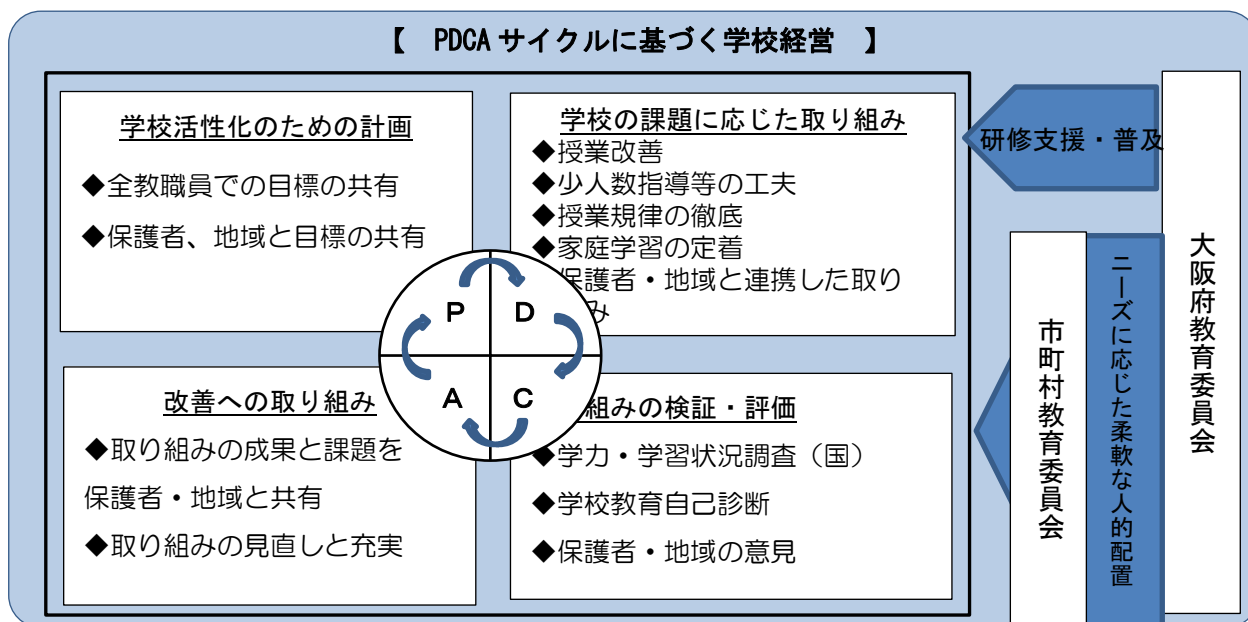 【 PDCAサイクルに基づく学校経営 】
学校活性化のための計画
◆全教職員での目標の共有
◆保護者、地域と目標の共有
学校の課題に応じた取り組み
◆授業改善
◆少人数指導等の工夫
◆授業規律の徹底
◆家庭学習の定着
保護者・地域と連携した取り
み
P
D
A
C
改善への取り組み
◆取り組みの成果と課題を
保護者・地域と共有
◆取り組みの見直しと充実
組みの検証・評価
◆学力・学習状況調査（国）
◆学校教育自己診断
◆保護者・地域の意見
研修支援・普及
市町村教育委員会
ニーズに応じた柔軟な人的配置
大阪府教育委員会